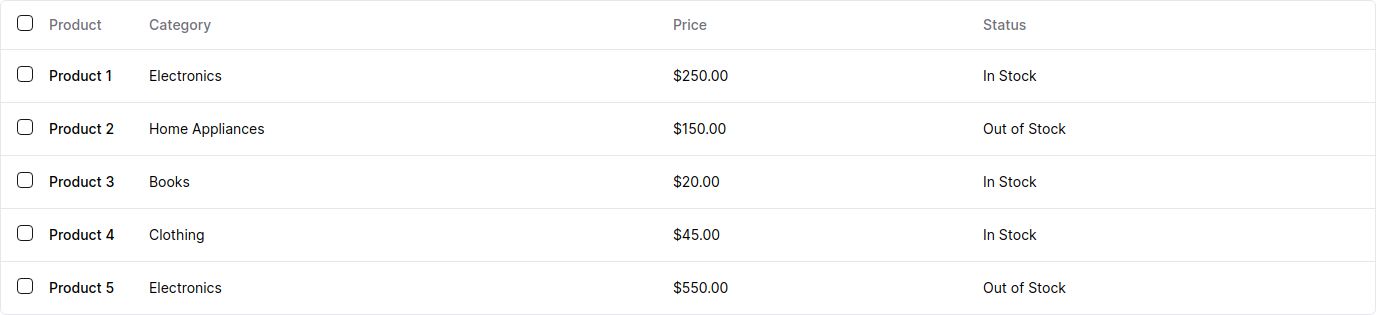 Product Category Price Status
Product 1 Electronics $250.00 In Stock
Product 2 Home Appliances $150.00 Out of Stock
Product 3 Books $20.00 In Stock
Product 4 Clothing $45.00 In Stock
Product 5 Electronics $550.00 Out of Stock